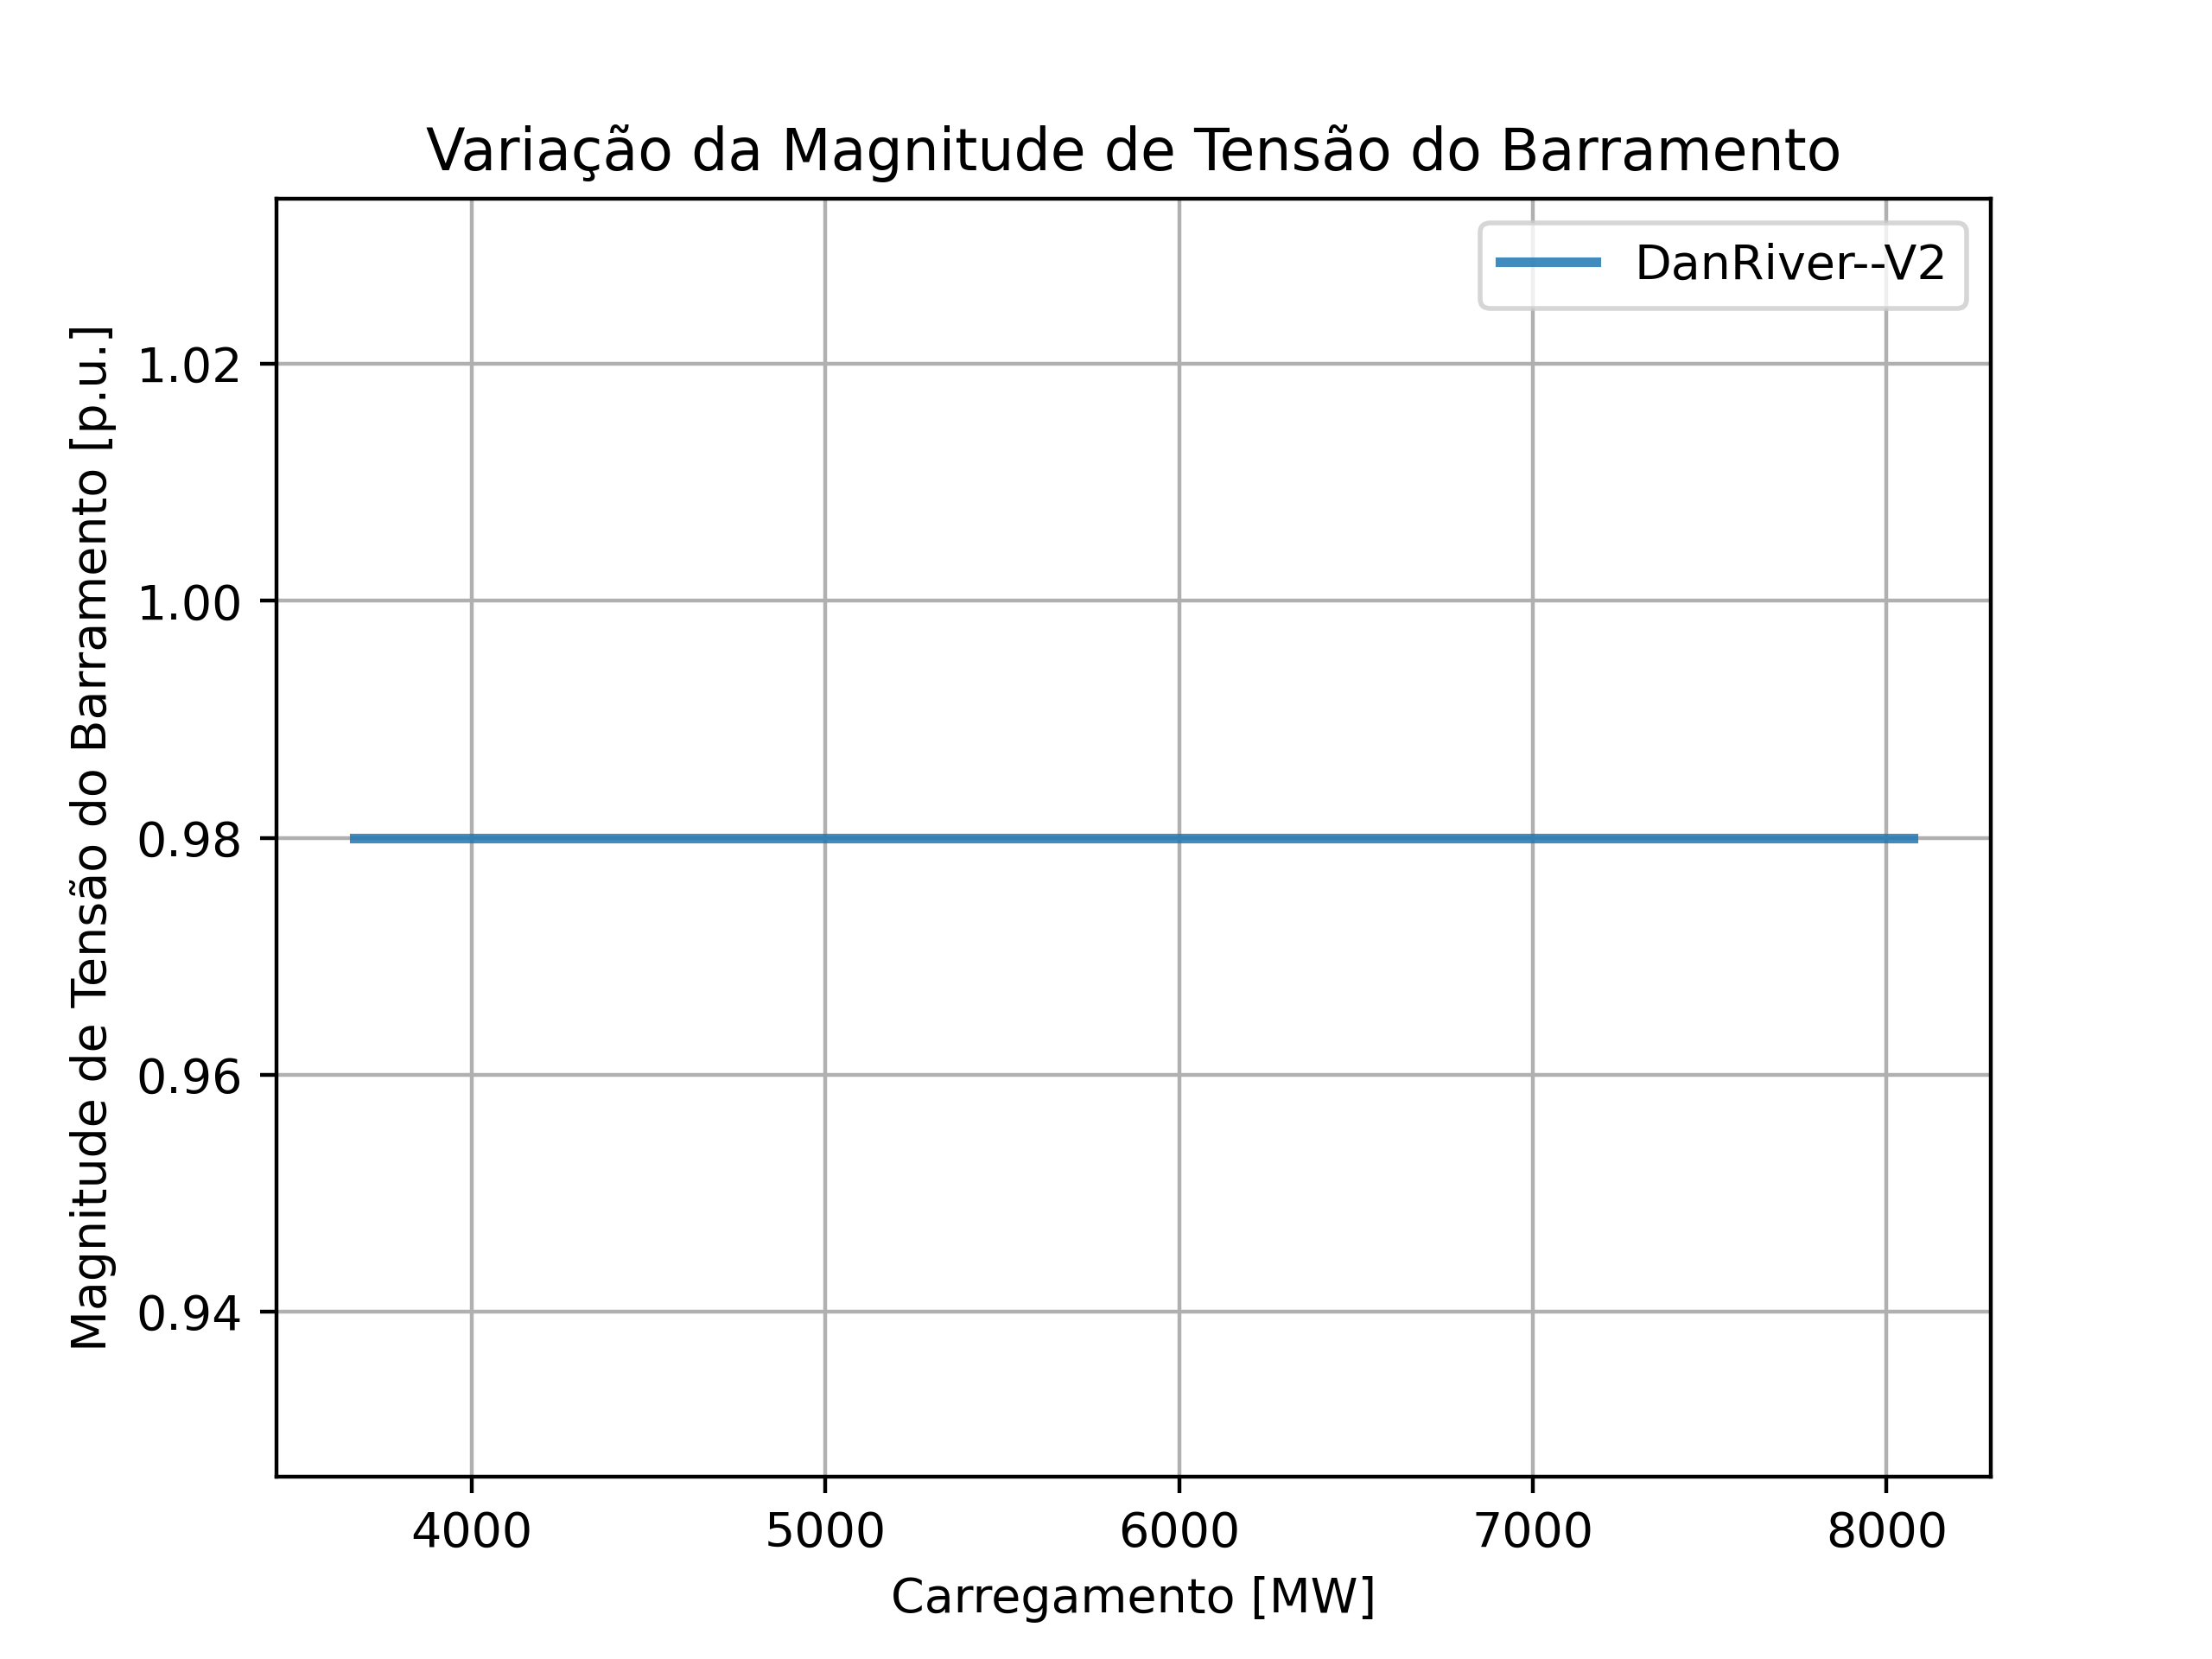 Variação da Magnitude de Tensão do Barramento
DanRiver--V2
Magnitude de Tensão do Barramento [p.u.]
1.02
1.00
0.98
0.96
0.94
4000 5000 6000 7000 8000
Carregamento [MW]